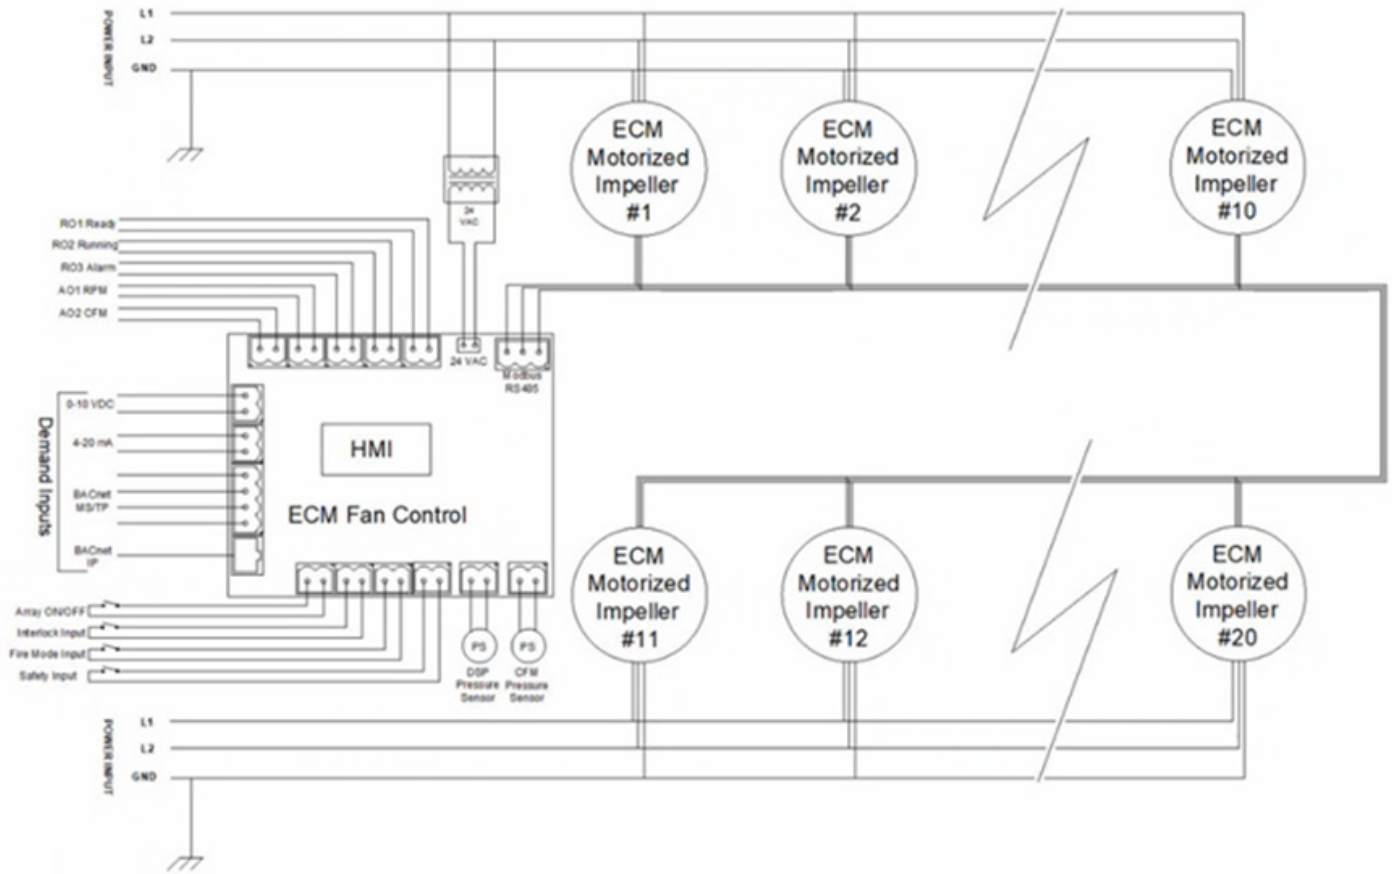 POWER INPUT
L1
L2
GND
ECM
Motorized
Impeller
#1
ECM
Motorized
Impeller
#2
ECM
Motorized
Impeller
#10
24
VAC
RO1 Ready
RO2 Running
RO3 Alarm
AO1 RPM
AO2 CFM
24 VAC
Modbus
RS485
Demand Inputs
0-10 VDC
4-20 mA
BACnet
MS/TP
BACnet
IP
HMI
ECM Fan Control
Array ON/OFF
Interlock Input
Fire Mode Input
Safety Input
PS
DSP
Pressure
Sensor
PS
CFM
Pressure
Sensor
ECM
Motorized
Impeller
#11
ECM
Motorized
Impeller
#12
ECM
Motorized
Impeller
#20
POWER INPUT
L1
L2
GND